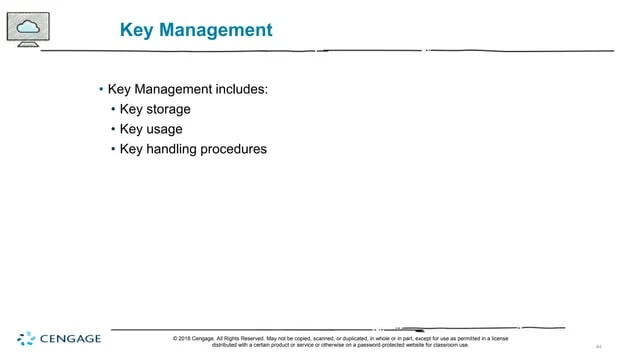 Key Management
• Key Management includes:
• Key storage
• Key usage
• Key handling procedures
CENGAGE
© 2018 Cengage. All Rights Reserved. May not be copied, scanned, or duplicated, in whole or in part, except for use as permitted in a license
distributed with a certain product or service or otherwise on a password-protected website for classroom use.